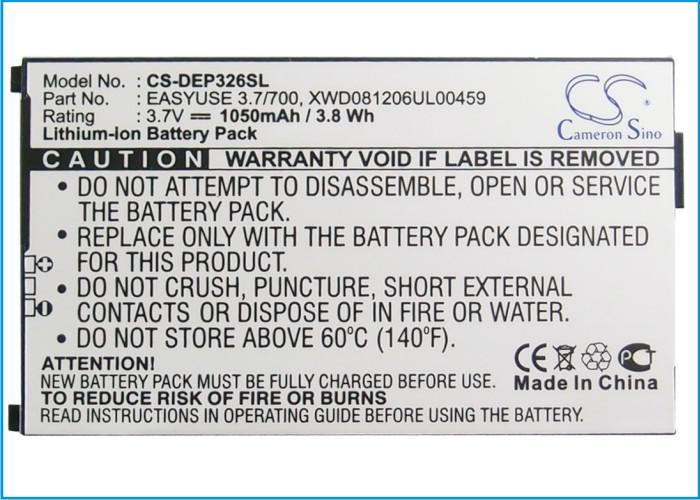 Model No. : CS-DEP326SL
Part No. : EASYUSE 3.7/700, XWD081206UL00459
Rating : 3.7V 1050mAh / 3.8 Wh
Lithium-ion Battery Pack
CS
Cameron Sino
CAUTION WARRANTY VOID IF LABEL IS REMOVED
• DO NOT ATTEMPT TO DISASSEMBLE, OPEN OR SERVICE
THE BATTERY PACK.
• REPLACE ONLY WITH THE BATTERY PACK DESIGNATED
FOR THIS PRODUCT.
• DO NOT CRUSH, PUNCTURE, SHORT EXTERNAL
CONTACTS OR DISPOSE OF IN FIRE OR WATER.
• DO NOT STORE ABOVE 60°C (140°F).
ATTENTION!
NEW BATTERY PACK MUST BE FULLY CHARGED BEFORE USE
TO REDUCE RISK OF FIRE OR BURNS
READ INSTRUCTIONS IN OPERATING GUIDE BEFORE USING THE BATTERY.
CE PCT
Made In China